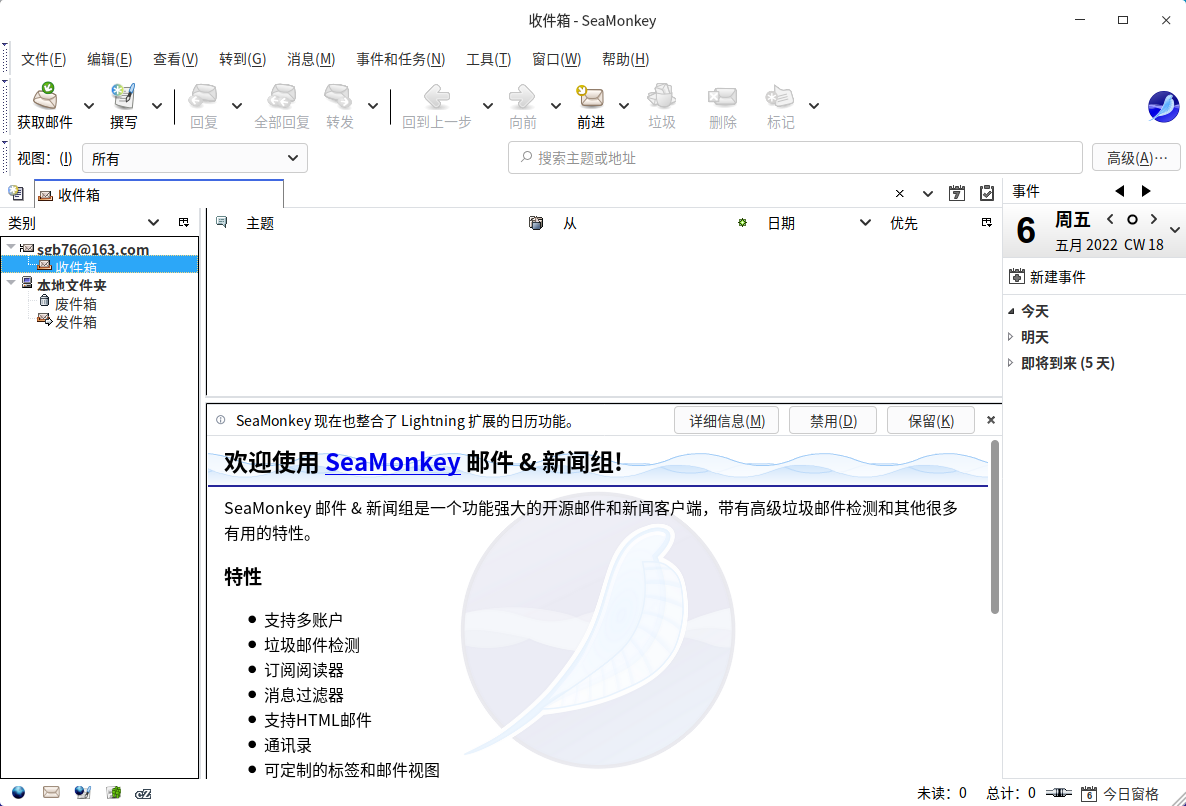 收件箱 - SeaMonkey
文件(F) 编辑(E) 查看(V) 转到(G) 消息(M) 事件和任务(N) 工具(T) 窗口(W) 帮助(H)
获取邮件 撰写 回复 全部回复 转发 回到上一步 向前 前进 垃圾 删除 标记
视图：(I) 所有 搜索主题或地址 高级(A)…
收件箱 7 事件
类别 主题 从 日期 优先
6 周五
五月 2022 CW 18
sgb76@163.com
收件箱
本地文件夹
废件箱
发件箱
新建事件
今天
明天
即将到来 (5 天)
SeaMonkey 现在也整合了 Lightning 扩展的日历功能。 详细信息(M) 禁用(D) 保留(K)
欢迎使用 SeaMonkey 邮件 & 新闻组!
SeaMonkey 邮件 & 新闻组是一个功能强大的开源邮件和新闻客户端，带有高级垃圾邮件检测和其他很多
有用的特性。
特性
支持多账户
垃圾邮件检测
订阅阅读器
消息过滤器
支持HTML邮件
通讯录
可定制的标签和邮件视图
cZ 未读：0 总计：0 6 今日窗格